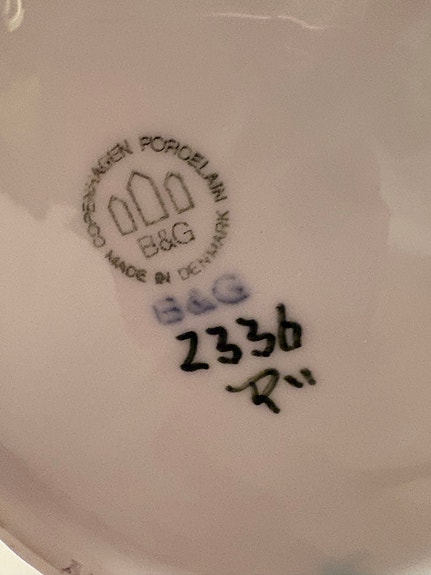 COPENHAGEN PORCELAIN
B&G
MADE IN DENMARK
B&G
2336